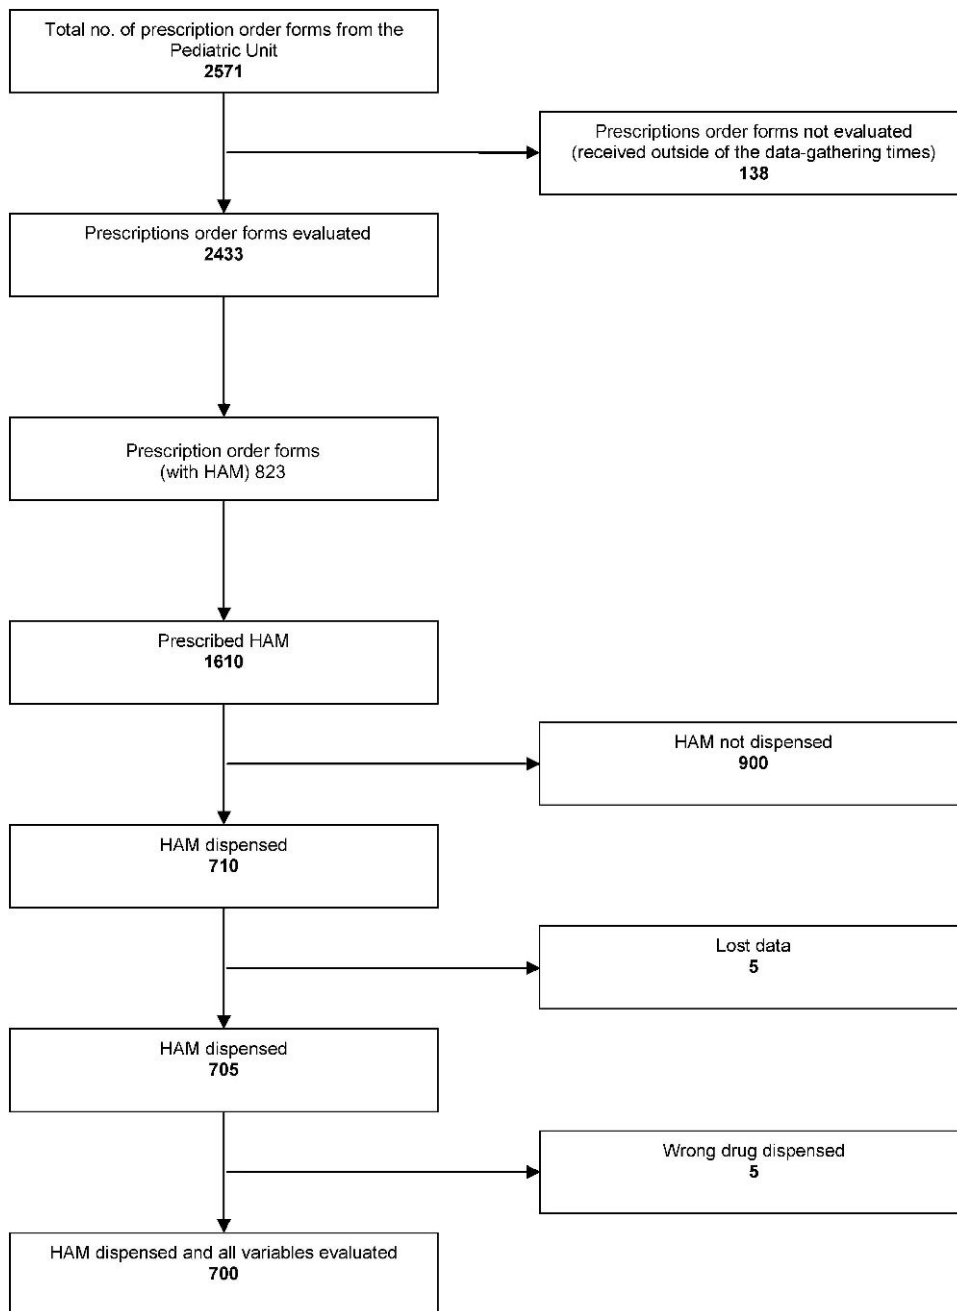 Total no. of prescription order forms from the
Pediatric Unit
2571
Prescriptions order forms not evaluated
(received outside of the data-gathering times)
138
Prescriptions order forms evaluated
2433
Prescription order forms
(with HAM) 823
Prescribed HAM
1610
HAM not dispensed
900
HAM dispensed
710
Lost data
5
HAM dispensed
705
Wrong drug dispensed
5
HAM dispensed and all variables evaluated
700